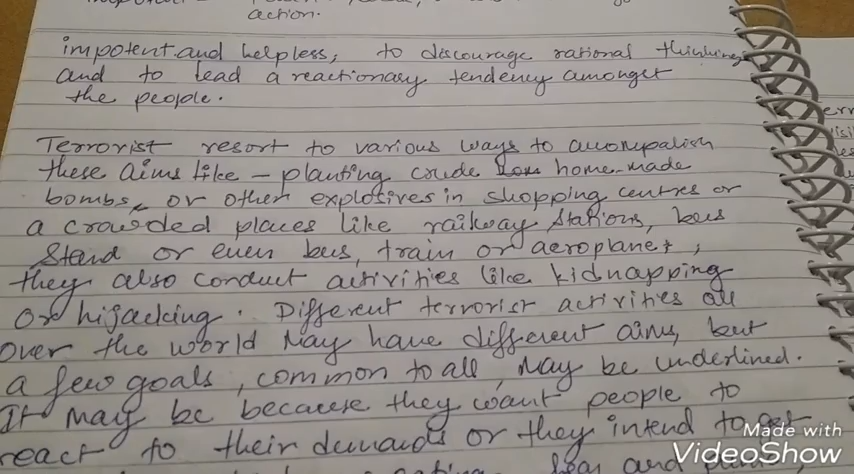 action.
impotent and helpless, to discourage rational thinking
and to lead a reactionary tendency amongst
the people.
Terrorist resort to various ways to
these aims like - planting crude home-made
bombs, or other explosives in shopping centres or
a crowded places like railway stations, bus
Stand or even bus, train or aeroplanes,
they also conduct activities like kidnapping
or hijacking. Different terrorist activities all
over the world may have different aims, but
a few goals, common to all, may be underlined.
It may be because they want people to
react to their demands or they intend to get
fear and
Made with
VideoShow